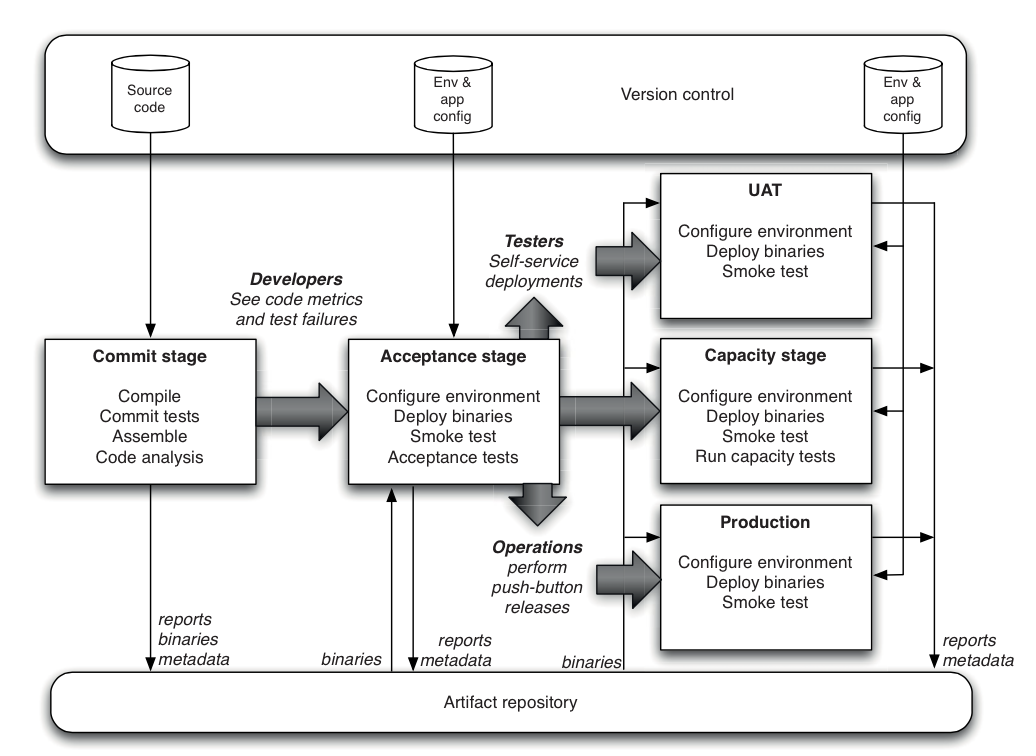 Source
code
Env &
app
config
Version control
Env &
app
config
Developers
See code metrics
and test failures
Testers
Self-service
deployments
UAT
Configure environment
Deploy binaries
Smoke test
Commit stage
Compile
Commit tests
Assemble
Code analysis
Acceptance stage
Configure environment
Deploy binaries
Smoke test
Acceptance tests
Capacity stage
Configure environment
Deploy binaries
Smoke test
Run capacity tests
Operations
perform
push-button
releases
Production
Configure environment
Deploy binaries
Smoke test
reports
binaries
metadata
binaries
reports
metadata
binaries
reports
metadata
Artifact repository